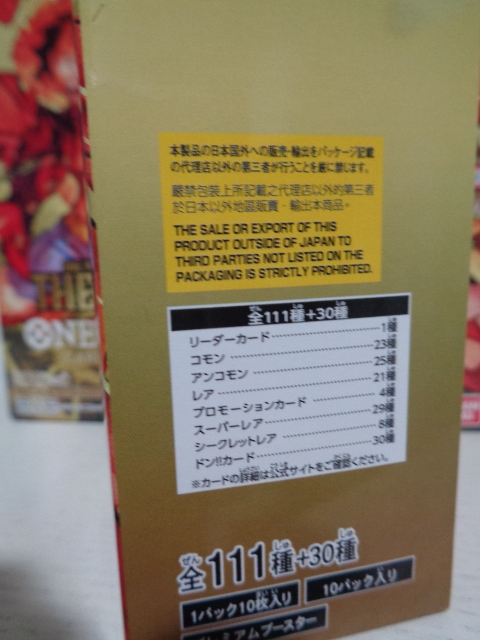 本製品の日本国外への販売・輸出をパッケージ記載
の代理店以外の第三者が行うことを厳に禁じます。
嚴禁包裝上所記載之代理店以外的第三者
於日本以外地區販賣、輸出本商品。
THE SALE OR EXPORT OF THIS
PRODUCT OUTSIDE OF JAPAN TO
THIRD PARTIES NOT LISTED ON THE
PACKAGING IS STRICTLY PROHIBITED.
全111種+30種
リーダーカード 1種
コモン 23種
アンコモン 25種
レア 21種
プロモーションカード 4種
スーパーレア 29種
シークレットレア 8種
ドン!!カード 30種
※カードの詳細は公式サイトをご確認ください。
全111種+30種
1パック10枚入り 10パック入り
プレミアムブースター
THE
ONE